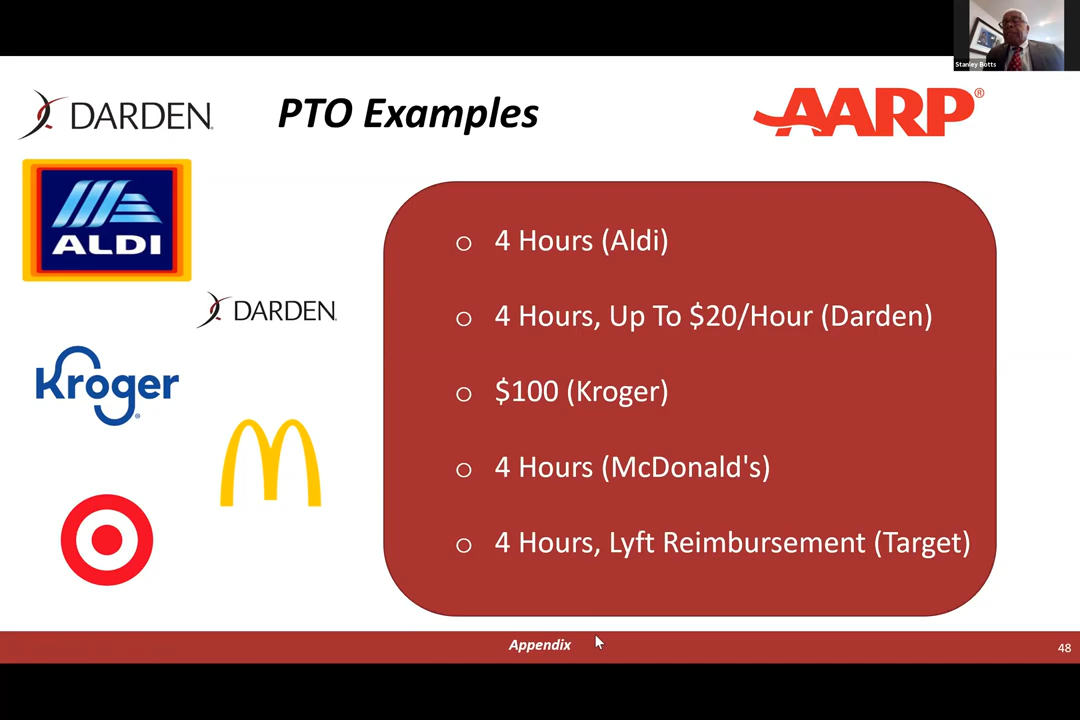 Stanley Botts
DARDEN
PTO Examples
AARP®
ALDI
DARDEN
Kroger
4 Hours (Aldi)
4 Hours, Up To $20/Hour (Darden)
$100 (Kroger)
4 Hours (McDonald's)
4 Hours, Lyft Reimbursement (Target)
Appendix
48